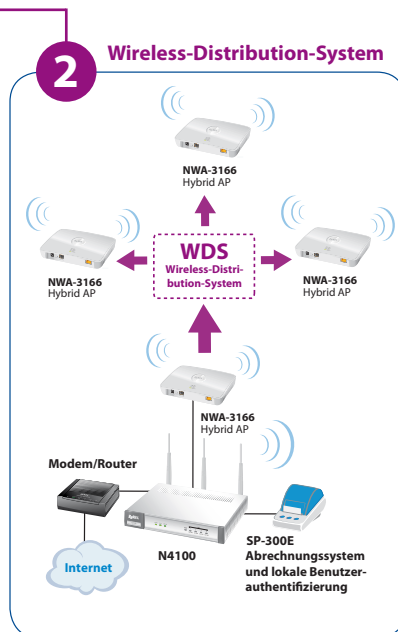 2
Wireless-Distribution-System
NWA-3166
Hybrid AP
NWA-3166
Hybrid AP
WDS
Wireless-Distri-
bution-System
NWA-3166
Hybrid AP
NWA-3166
Hybrid AP
Modem/Router
Internet
N4100
SP-300E
Abrechnungssystem
und lokale Benutzer-
authentifizierung